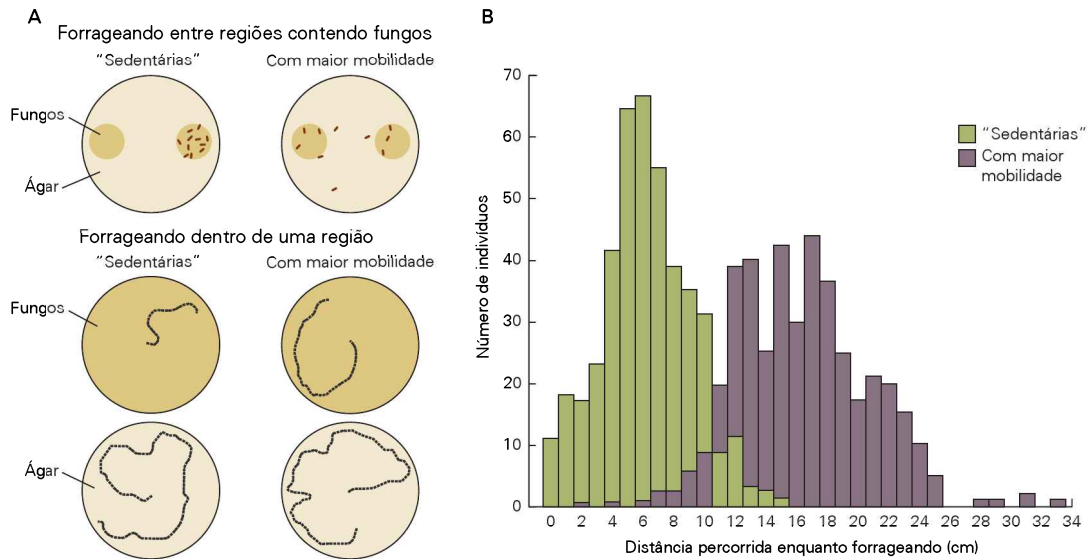 A
Forrageando entre regiões contendo fungos
"Sedentárias"
Com maior mobilidade
Fungos
Ágar
Forrageando dentro de uma região
"Sedentárias"
Com maior mobilidade
Fungos
Ágar
B
Número de indivíduos
70
60
50
40
30
20
10
0
0 2 4 6 8 10 12 14 16 18 20 22 24 26 28 30 32 34
Distância percorrida enquanto forrageando (cm)
"Sedentárias"
Com maior
mobilidade